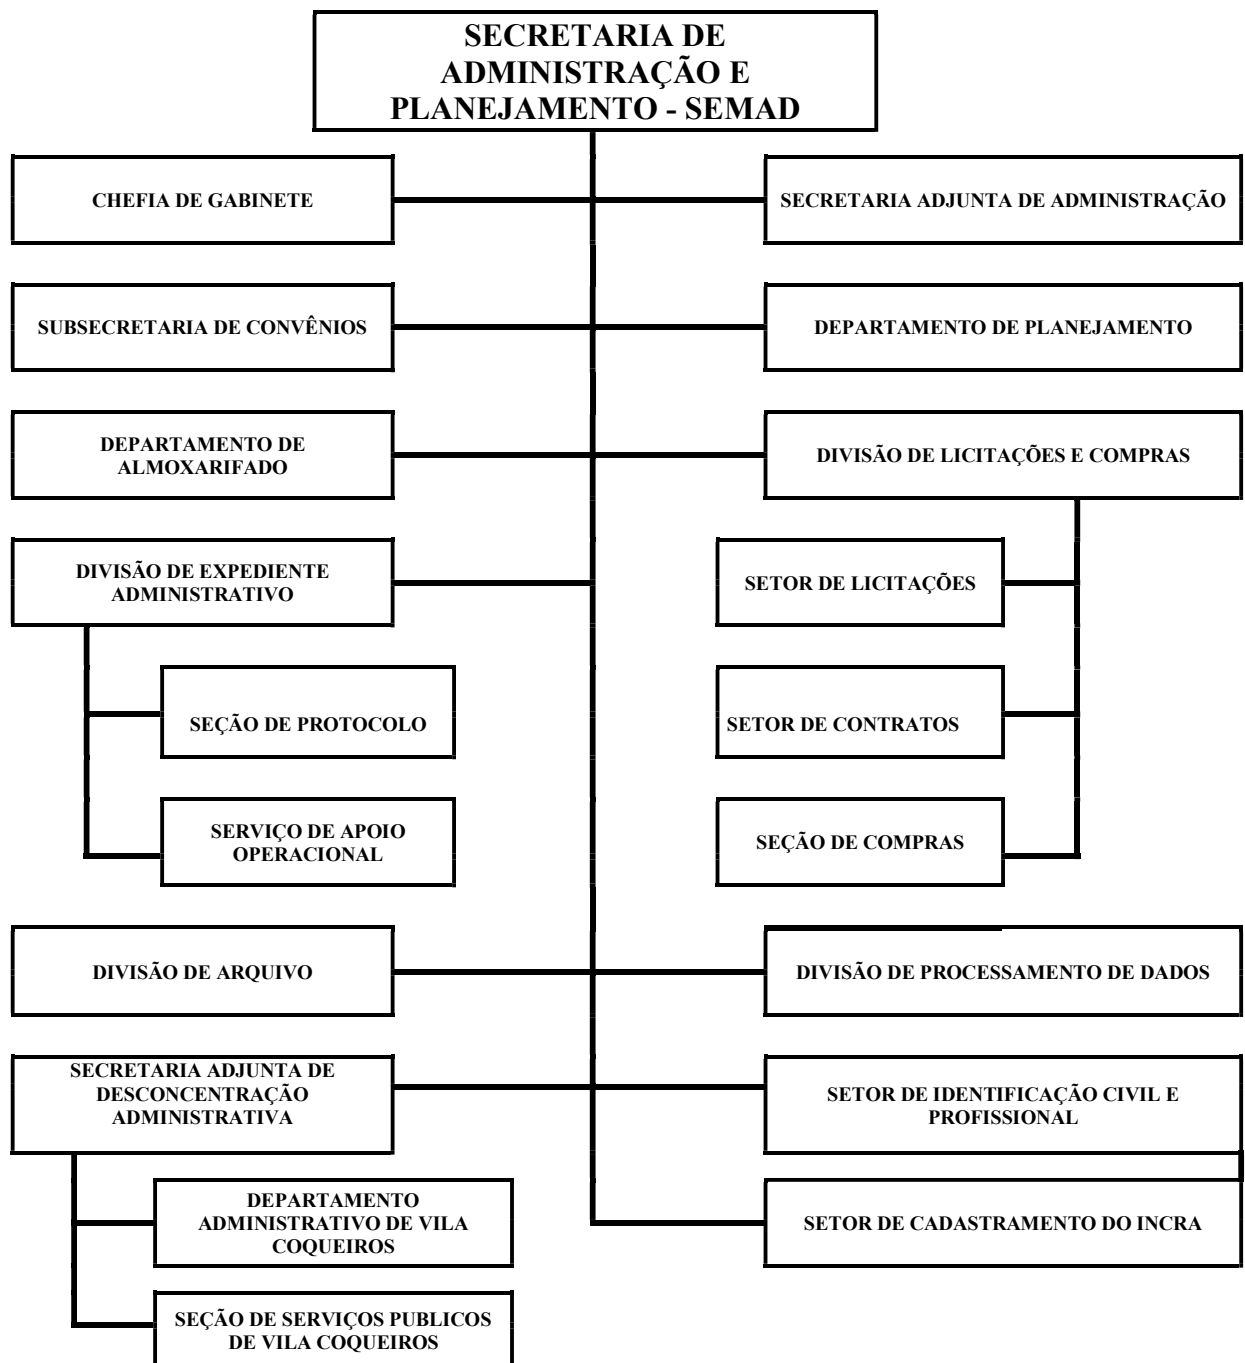 SECRETARIA DE
ADMINISTRAÇÃO E
PLANEJAMENTO - SEMAD
CHEFIA DE GABINETE
SECRETARIA ADJUNTA DE ADMINISTRAÇÃO
SUBSECRETARIA DE CONVÊNIOS
DEPARTAMENTO DE PLANEJAMENTO
DEPARTAMENTO DE
ALMOXARIFADO
DIVISÃO DE LICITAÇÕES E COMPRAS
DIVISÃO DE EXPEDIENTE
ADMINISTRATIVO
SETOR DE LICITAÇÕES
SEÇÃO DE PROTOCOLO
SETOR DE CONTRATOS
SERVIÇO DE APOIO
OPERACIONAL
SEÇÃO DE COMPRAS
DIVISÃO DE ARQUIVO
DIVISÃO DE PROCESSAMENTO DE DADOS
SECRETARIA ADJUNTA DE
DESCONCENTRAÇÃO
ADMINISTRATIVA
SETOR DE IDENTIFICAÇÃO CIVIL E
PROFISSIONAL
DEPARTAMENTO
ADMINISTRATIVO DE VILA
COQUEIROS
SETOR DE CADASTRAMENTO DO INCRA
SEÇÃO DE SERVIÇOS PUBLICOS
DE VILA COQUEIROS